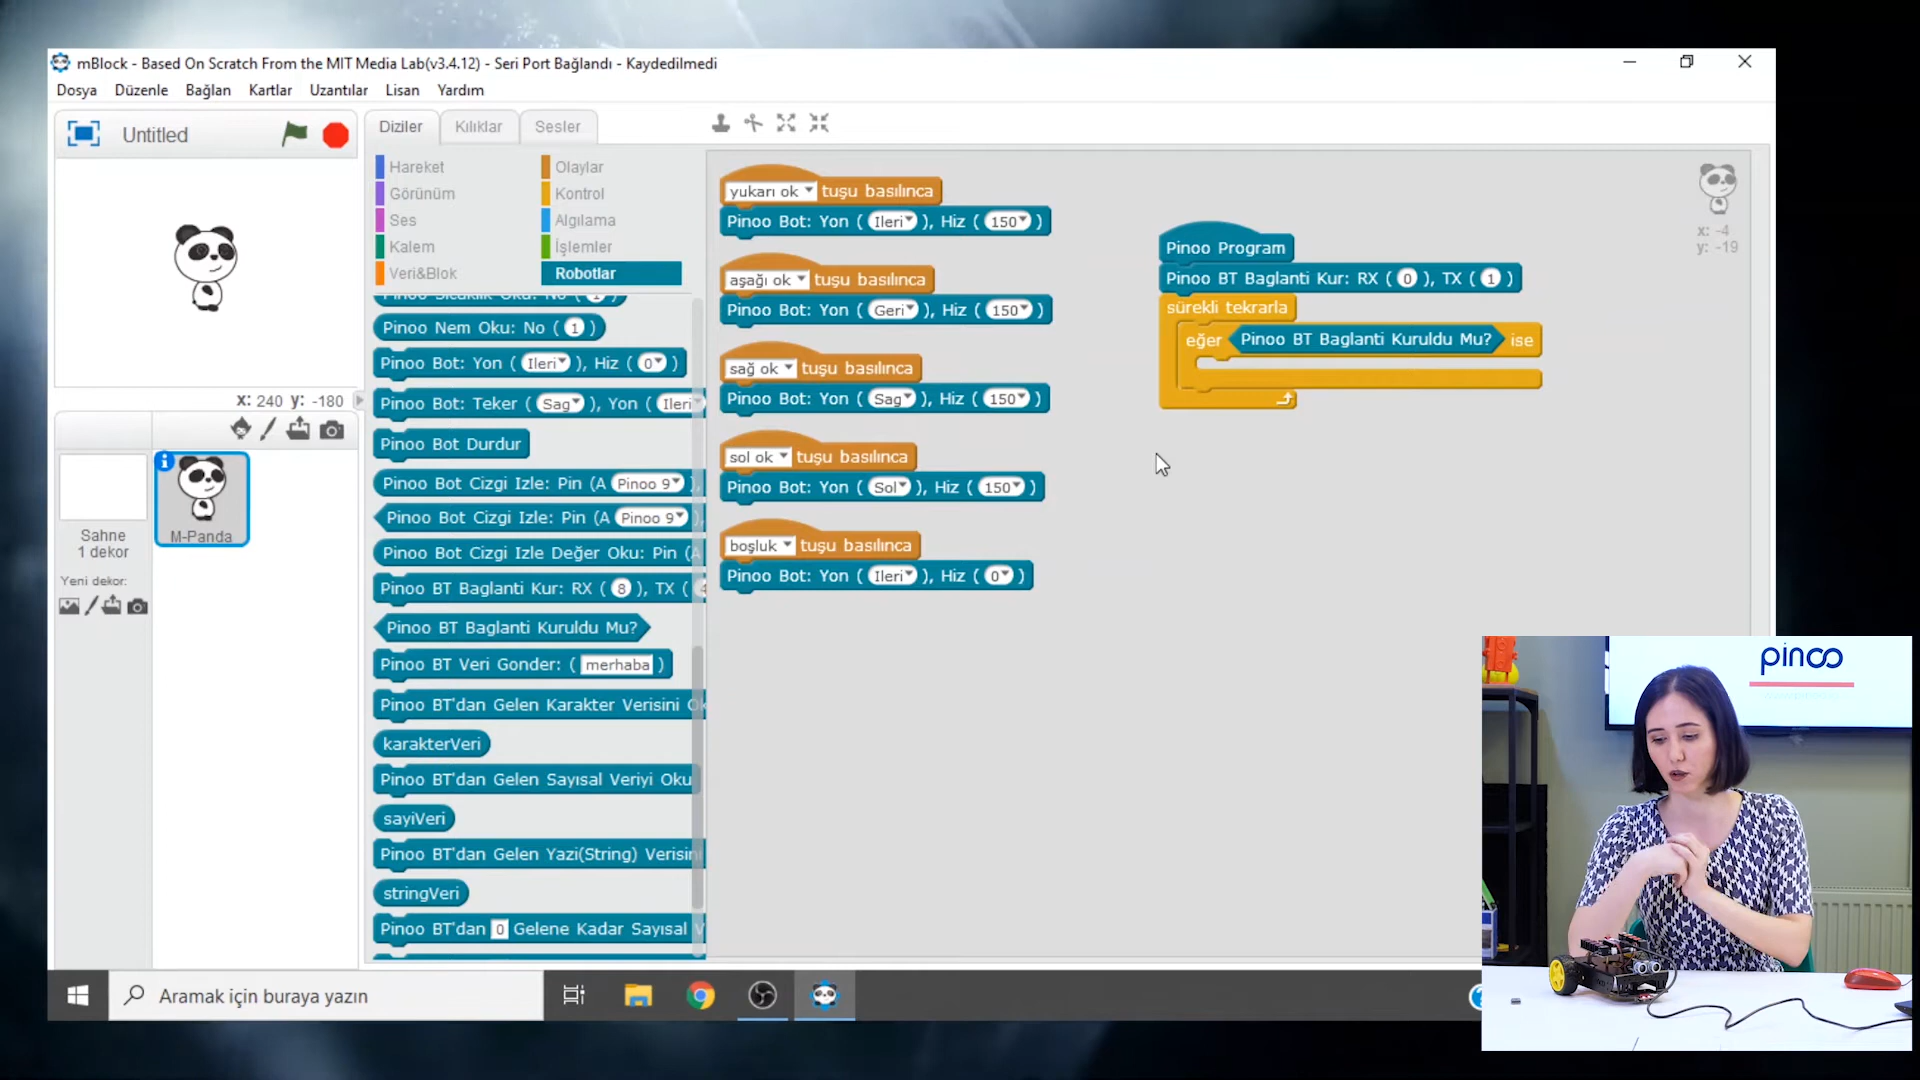 mBlock - Based On Scratch From the MIT Media Lab(v3.4.12) - Seri Port Bağlandı - Kaydedilmedi
Dosya Düzenle Bağlan Kartlar Uzantılar Lisan Yardım
Untitled
x: 240 y: -180
Sahne
1 dekor
Yeni dekor:
M-Panda
Diziler Kılıklar Sesler
Hareket Olaylar
Görünüm Kontrol
Ses Algılama
Kalem İşlemler
Veri&Blok Robotlar
Pinoo Sıcaklık Oku: No ( 1 )
Pinoo Nem Oku: No ( 1 )
Pinoo Bot: Yon ( Ileri ), Hiz ( 0 )
Pinoo Bot: Teker ( Sag ), Yon ( Ileri
Pinoo Bot Durdur
Pinoo Bot Cizgi Izle: Pin (A Pinoo 9 ),
Pinoo Bot Cizgi Izle: Pin (A Pinoo 9 ),
Pinoo Bot Cizgi Izle Değer Oku: Pin (A
Pinoo BT Baglanti Kur: RX ( 8 ), TX ( 4
Pinoo BT Baglanti Kuruldu Mu?
Pinoo BT Veri Gonder: ( merhaba )
Pinoo BT'dan Gelen Karakter Verisini Ok
karakterVeri
Pinoo BT'dan Gelen Sayısal Veriyi Oku
sayiVeri
Pinoo BT'dan Gelen Yazi(String) Verisini
stringVeri
Pinoo BT'dan 0 Gelene Kadar Sayısal V
yukarı ok tuşu basılınca
Pinoo Bot: Yon ( Ileri ), Hiz ( 150 )
aşağı ok tuşu basılınca
Pinoo Bot: Yon ( Geri ), Hiz ( 150 )
sağ ok tuşu basılınca
Pinoo Bot: Yon ( Sag ), Hiz ( 150 )
sol ok tuşu basılınca
Pinoo Bot: Yon ( Sol ), Hiz ( 150 )
boşluk tuşu basılınca
Pinoo Bot: Yon ( Ileri ), Hiz ( 0 )
Pinoo Program
Pinoo BT Baglanti Kur: RX ( 0 ), TX ( 1 )
sürekli tekrarla
eğer Pinoo BT Baglanti Kuruldu Mu? ise
x: -4
y: -19
pinoo
Aramak için buraya yazın